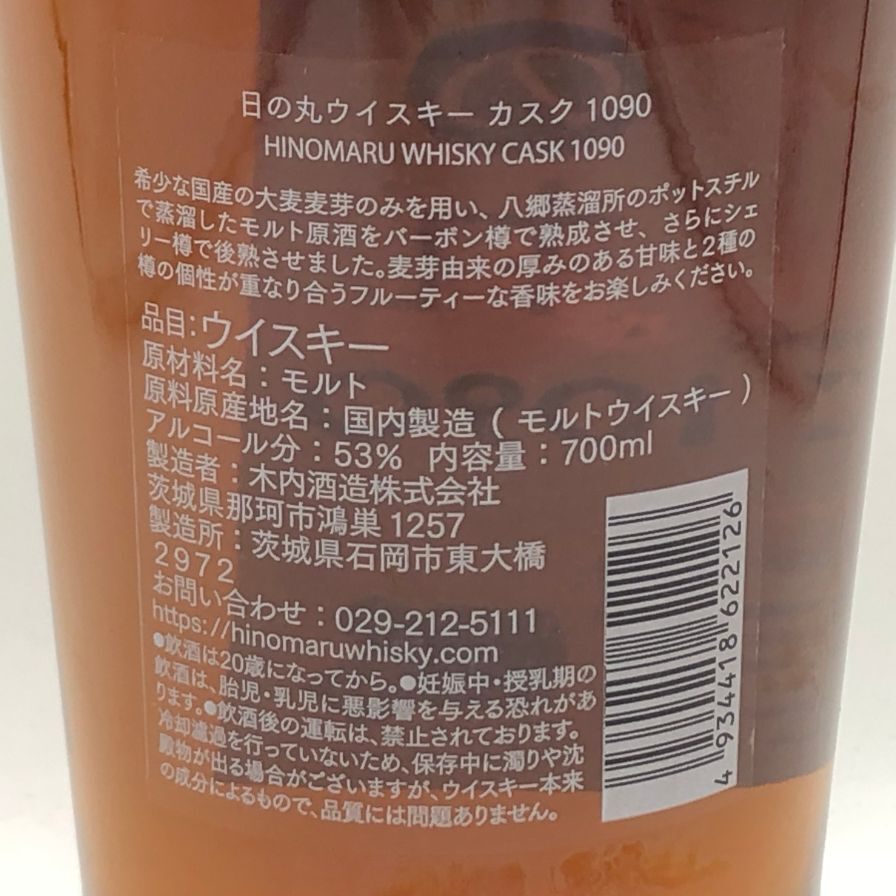 日の丸ウイスキー カスク 1090
HINOMARU WHISKY CASK 1090
希少な国産の大麦麦芽のみを用い、八郷蒸溜所のポットスチル
で蒸溜したモルト原酒をバーボン樽で熟成させ、さらにシェ
リー樽で後熟させました。麦芽由来の厚みのある甘味と2種の
樽の個性が重なり合うフルーティーな香味をお楽しみください。
品目：ウイスキー
原材料名：モルト
原料原産地名：国内製造（モルトウイスキー）
アルコール分：53% 内容量：700ml
製造者：木内酒造株式会社
茨城県那珂市鴻巣 1257
製造所：茨城県石岡市東大橋
2972
お問い合わせ：029-212-5111
https://hinomaruwhisky.com
●飲酒は20歳になってから。●妊娠中・授乳期の
飲酒は、胎児・乳児に悪影響を与える恐れがあ
ります。●飲酒後の運転は、禁止されております。
冷却濾過を行っていないため、保存中に濁りや沈
殿物が出る場合がございますが、ウイスキー本来
の成分によるもので、品質には問題ありません。
4 934418 622126